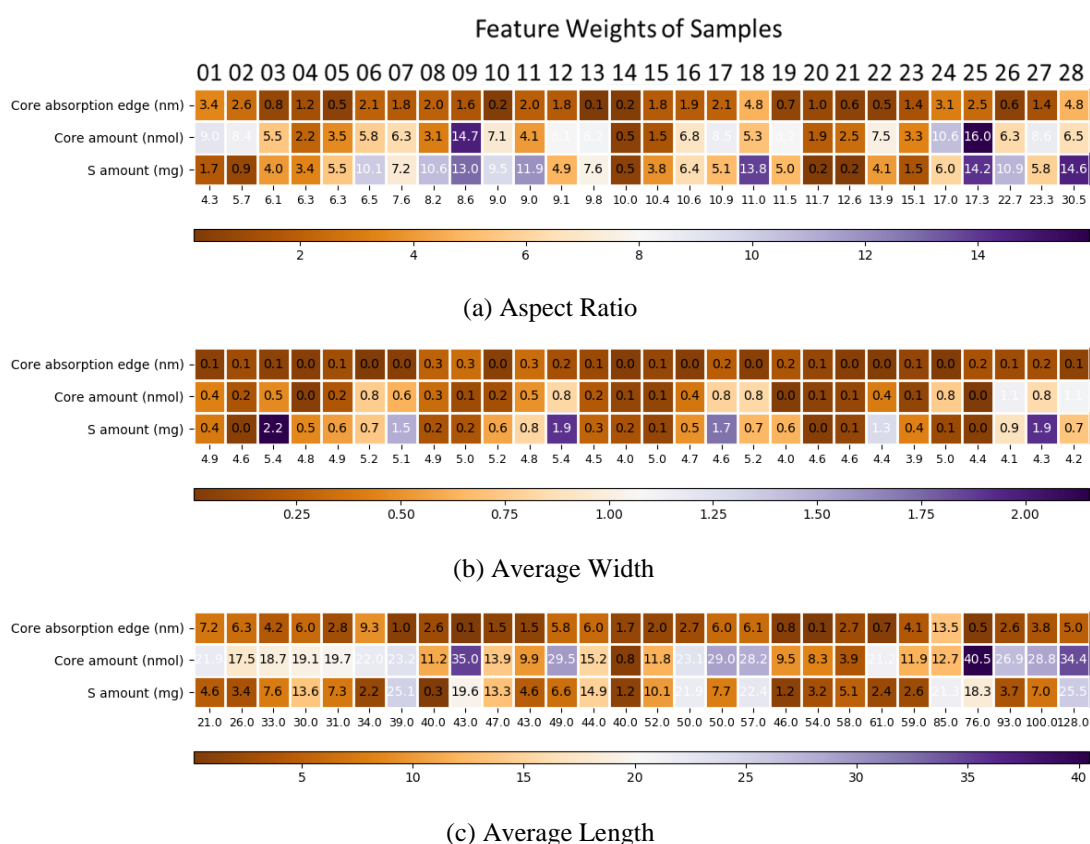 Feature Weights of Samples
01 02 03 04 05 06 07 08 09 10 11 12 13 14 15 16 17 18 19 20 21 22 23 24 25 26 27 28
Core absorption edge (nm) 3.4 2.6 0.8 1.2 0.5 2.1 1.8 2.0 1.6 0.2 2.0 1.8 0.1 0.2 1.8 1.9 2.1 4.8 0.7 1.0 0.6 0.5 1.4 3.1 2.5 0.6 1.4 4.8
Core amount (nmol) 9.0 8.4 5.5 2.2 3.5 5.8 6.3 3.1 14.7 7.1 4.1 8.2 0.5 1.5 6.8 8.5 5.3 8.2 1.9 2.5 7.5 3.3 10.6 16.0 6.3 8.6 6.5
S amount (mg) 1.7 0.9 4.0 3.4 5.5 10.1 7.2 10.6 13.0 9.5 11.9 4.9 7.6 0.5 3.8 6.4 5.1 13.8 5.0 0.2 0.2 4.1 1.5 6.0 14.2 10.9 5.8 14.6
4.3 5.7 6.1 6.3 6.3 6.5 7.6 8.2 8.6 9.0 9.0 9.1 9.8 10.0 10.4 10.6 10.9 11.0 11.5 11.7 12.6 13.9 15.1 17.0 17.3 22.7 23.3 30.5
2 4 6 8 10 12 14
(a) Aspect Ratio
Core absorption edge (nm) 0.1 0.1 0.1 0.0 0.1 0.0 0.0 0.3 0.3 0.0 0.3 0.2 0.1 0.0 0.1 0.0 0.2 0.0 0.2 0.1 0.0 0.0 0.1 0.0 0.2 0.1 0.2 0.1
Core amount (nmol) 0.4 0.2 0.5 0.0 0.2 0.8 0.6 0.3 0.1 0.2 0.5 0.8 0.2 0.1 0.1 0.4 0.8 0.8 0.0 0.1 0.1 0.4 0.1 0.8 0.0 1.1 0.8 1.1
S amount (mg) 0.4 0.0 2.2 0.5 0.6 0.7 1.5 0.2 0.2 0.6 0.8 1.9 0.3 0.2 0.1 0.5 1.7 0.7 0.6 0.0 0.1 1.3 0.4 0.1 0.0 0.9 1.9 0.7
4.9 4.6 5.4 4.8 4.9 5.2 5.1 4.9 5.0 5.2 4.8 5.4 4.5 4.0 5.0 4.7 4.6 5.2 4.0 4.6 4.6 4.4 3.9 5.0 4.4 4.1 4.3 4.2
0.25 0.50 0.75 1.00 1.25 1.50 1.75 2.00
(b) Average Width
Core absorption edge (nm) 7.2 6.3 4.2 6.0 2.8 9.3 1.0 2.6 0.1 1.5 1.5 5.8 6.0 1.7 2.0 2.7 6.0 6.1 0.8 0.1 2.7 0.7 4.1 13.5 0.5 2.6 3.8 5.0
Core amount (nmol) 21.9 17.5 18.7 19.1 19.7 22.0 23.2 11.2 35.0 13.9 9.9 29.5 15.2 0.8 11.8 23.1 29.0 28.2 9.5 8.3 3.9 21.2 11.9 12.7 40.5 26.9 28.8 34.4
S amount (mg) 4.6 3.4 7.6 13.6 7.3 2.2 25.1 0.3 19.6 13.3 4.6 6.6 14.9 1.2 10.1 21.9 7.7 22.4 1.2 3.2 5.1 2.4 2.6 21.3 18.3 3.7 7.0 25.5
21.0 26.0 33.0 30.0 31.0 34.0 39.0 40.0 43.0 47.0 43.0 49.0 44.0 40.0 52.0 50.0 50.0 57.0 46.0 54.0 58.0 61.0 59.0 85.0 76.0 93.0 100.0 128.0
5 10 15 20 25 30 35 40
(c) Average Length